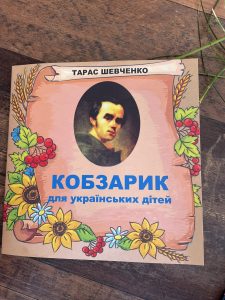 ТАРАС ШЕВЧЕНКО
КОБЗАРИК
для українських дітей